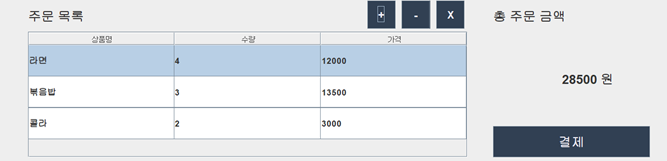 주문 목록 + - X 총 주문 금액
상품명 수량 가격
라면 4 12000
볶음밥 3 13500
콜라 2 3000
28500 원
결제